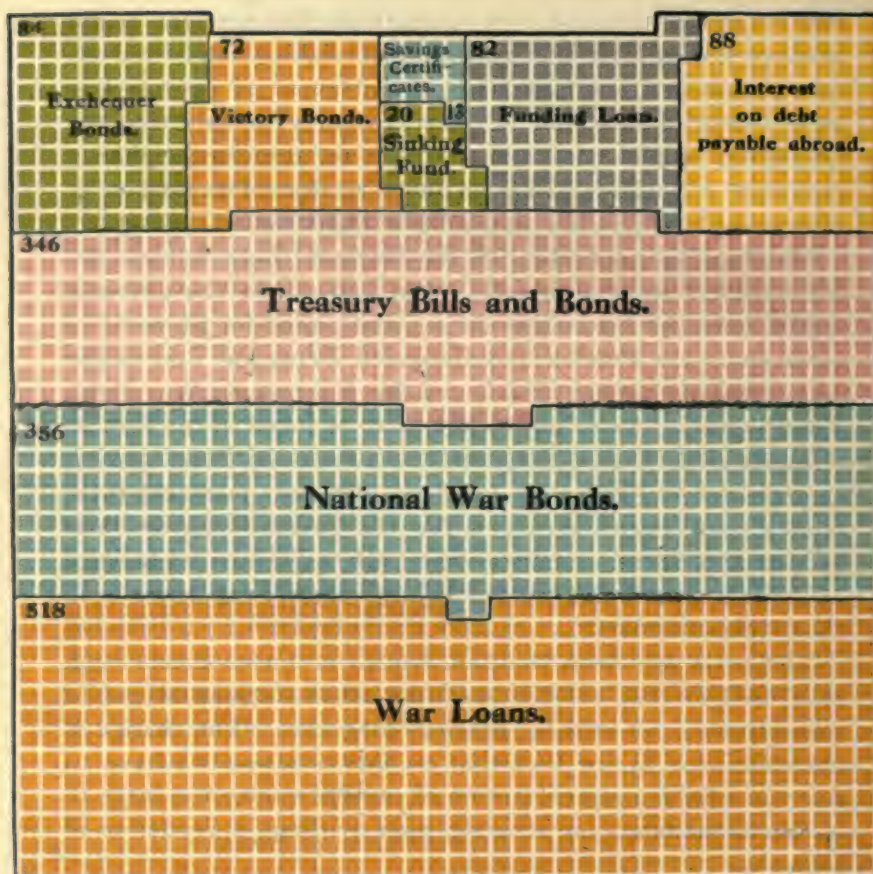 84
Exchequer
Bonds.
72
Victory Bonds.
Savings
Certifi-
cates.
13
20
Sinking
Fund.
82
Funding Loan.
88
Interest
on debt
payable abroad.
346
Treasury Bills and Bonds.
356
National War Bonds.
518
War Loans.